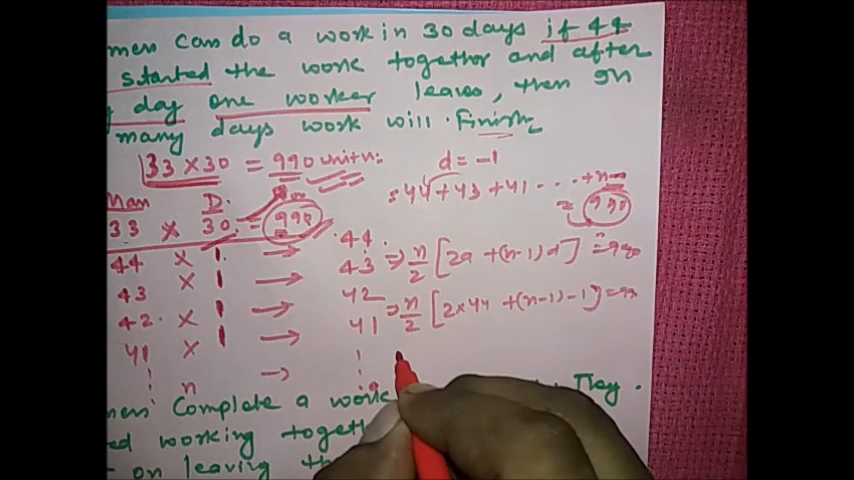 men can do a work in 30 days if 44
started the work together and after
day one worker leaves, then in
many days work will Finish
33 × 30 = 990 units
d = -1
44 + 43 + 41 . . . . + n
= 990
Man D.
33 × 30 = 990
44 × 1 → 44
43 × 1 → 43 ⇒ n/2 [2a + (n-1) d] = 990
42 × 1 → 42
41 × 1 → 41 = n/2 [2×44 + (n-1) -1] =
n →
men Complete a work They
working
on leaving